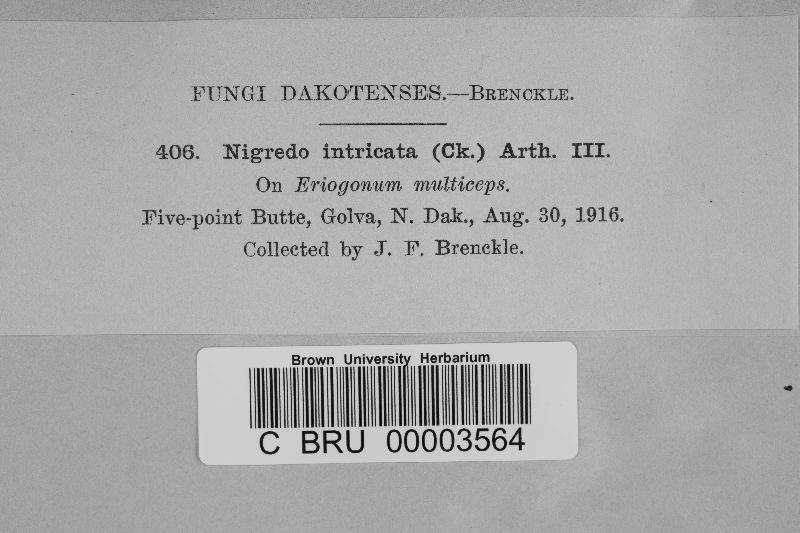 FUNGI DAKOTENSES.—BRENCKLE.
406. Nigredo intricata (Ck.) Arth. III.
On Eriogonum multiceps.
Five-point Butte, Golva, N. Dak., Aug. 30, 1916.
Collected by J. F. Brenckle.
Brown University Herbarium
C BRU 00003564